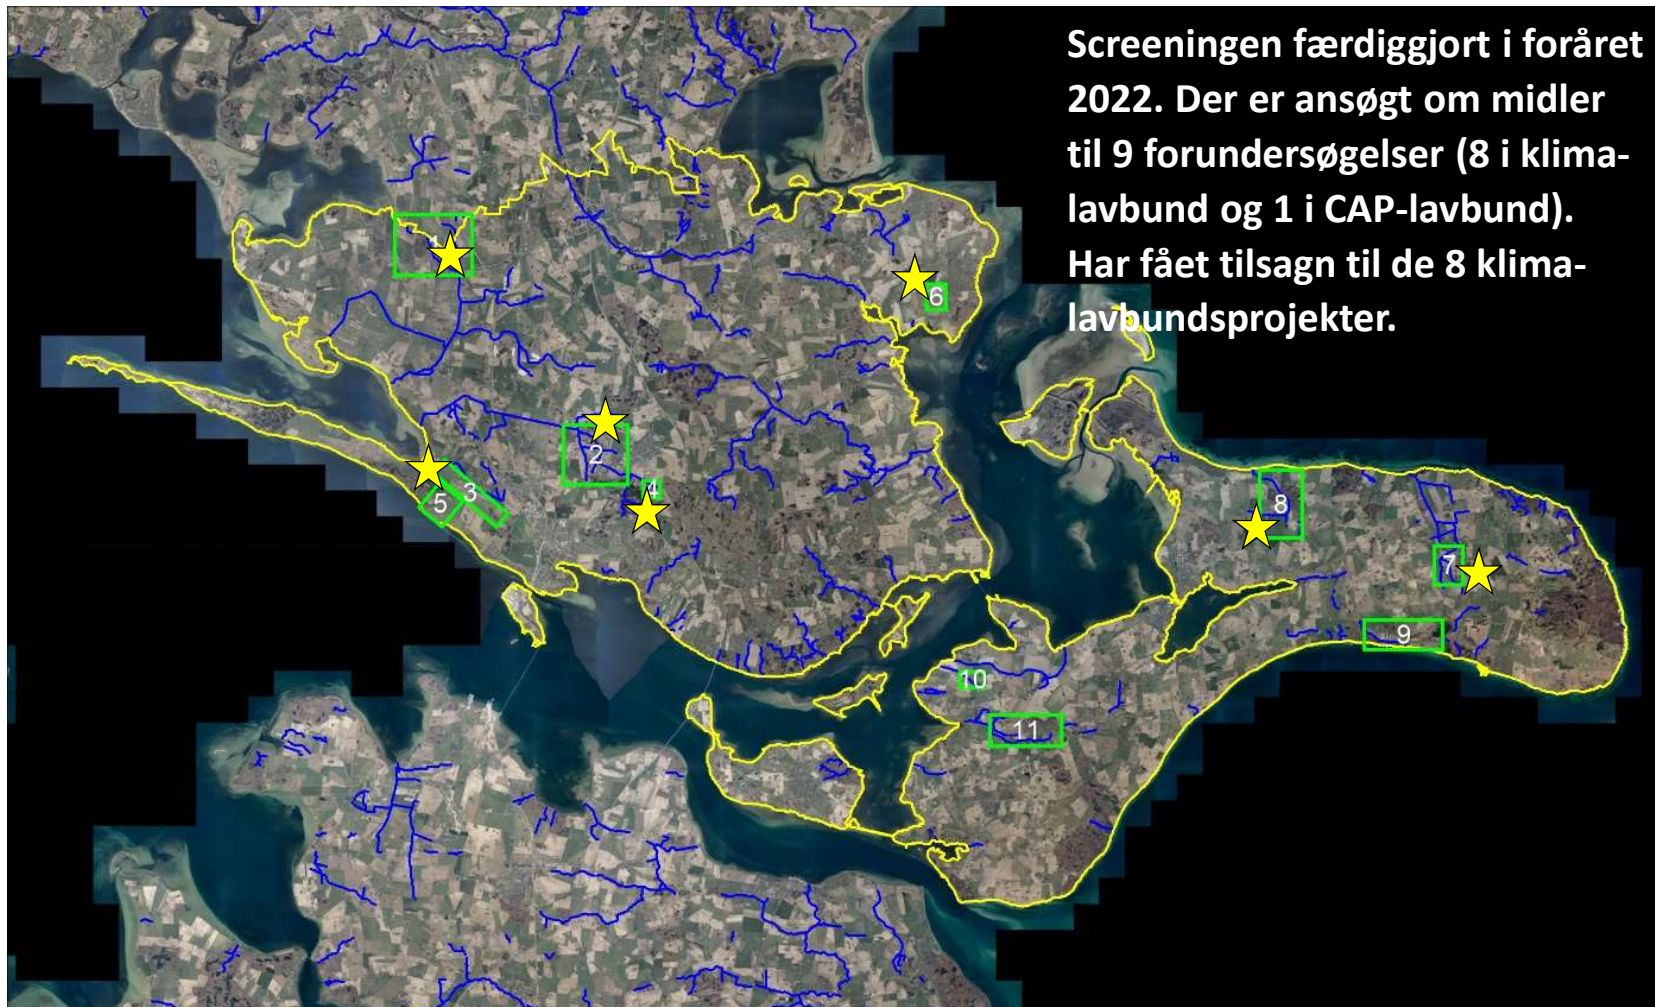 Screeningen færdiggjort i foråret
2022. Der er ansøgt om midler
til 9 forundersøgelser (8 i klima-
lavbund og 1 i CAP-lavbund).
Har fået tilsagn til de 8 klima-
lavbundsprojekter.
1
6
2
4
3
5
8
7
9
10
11